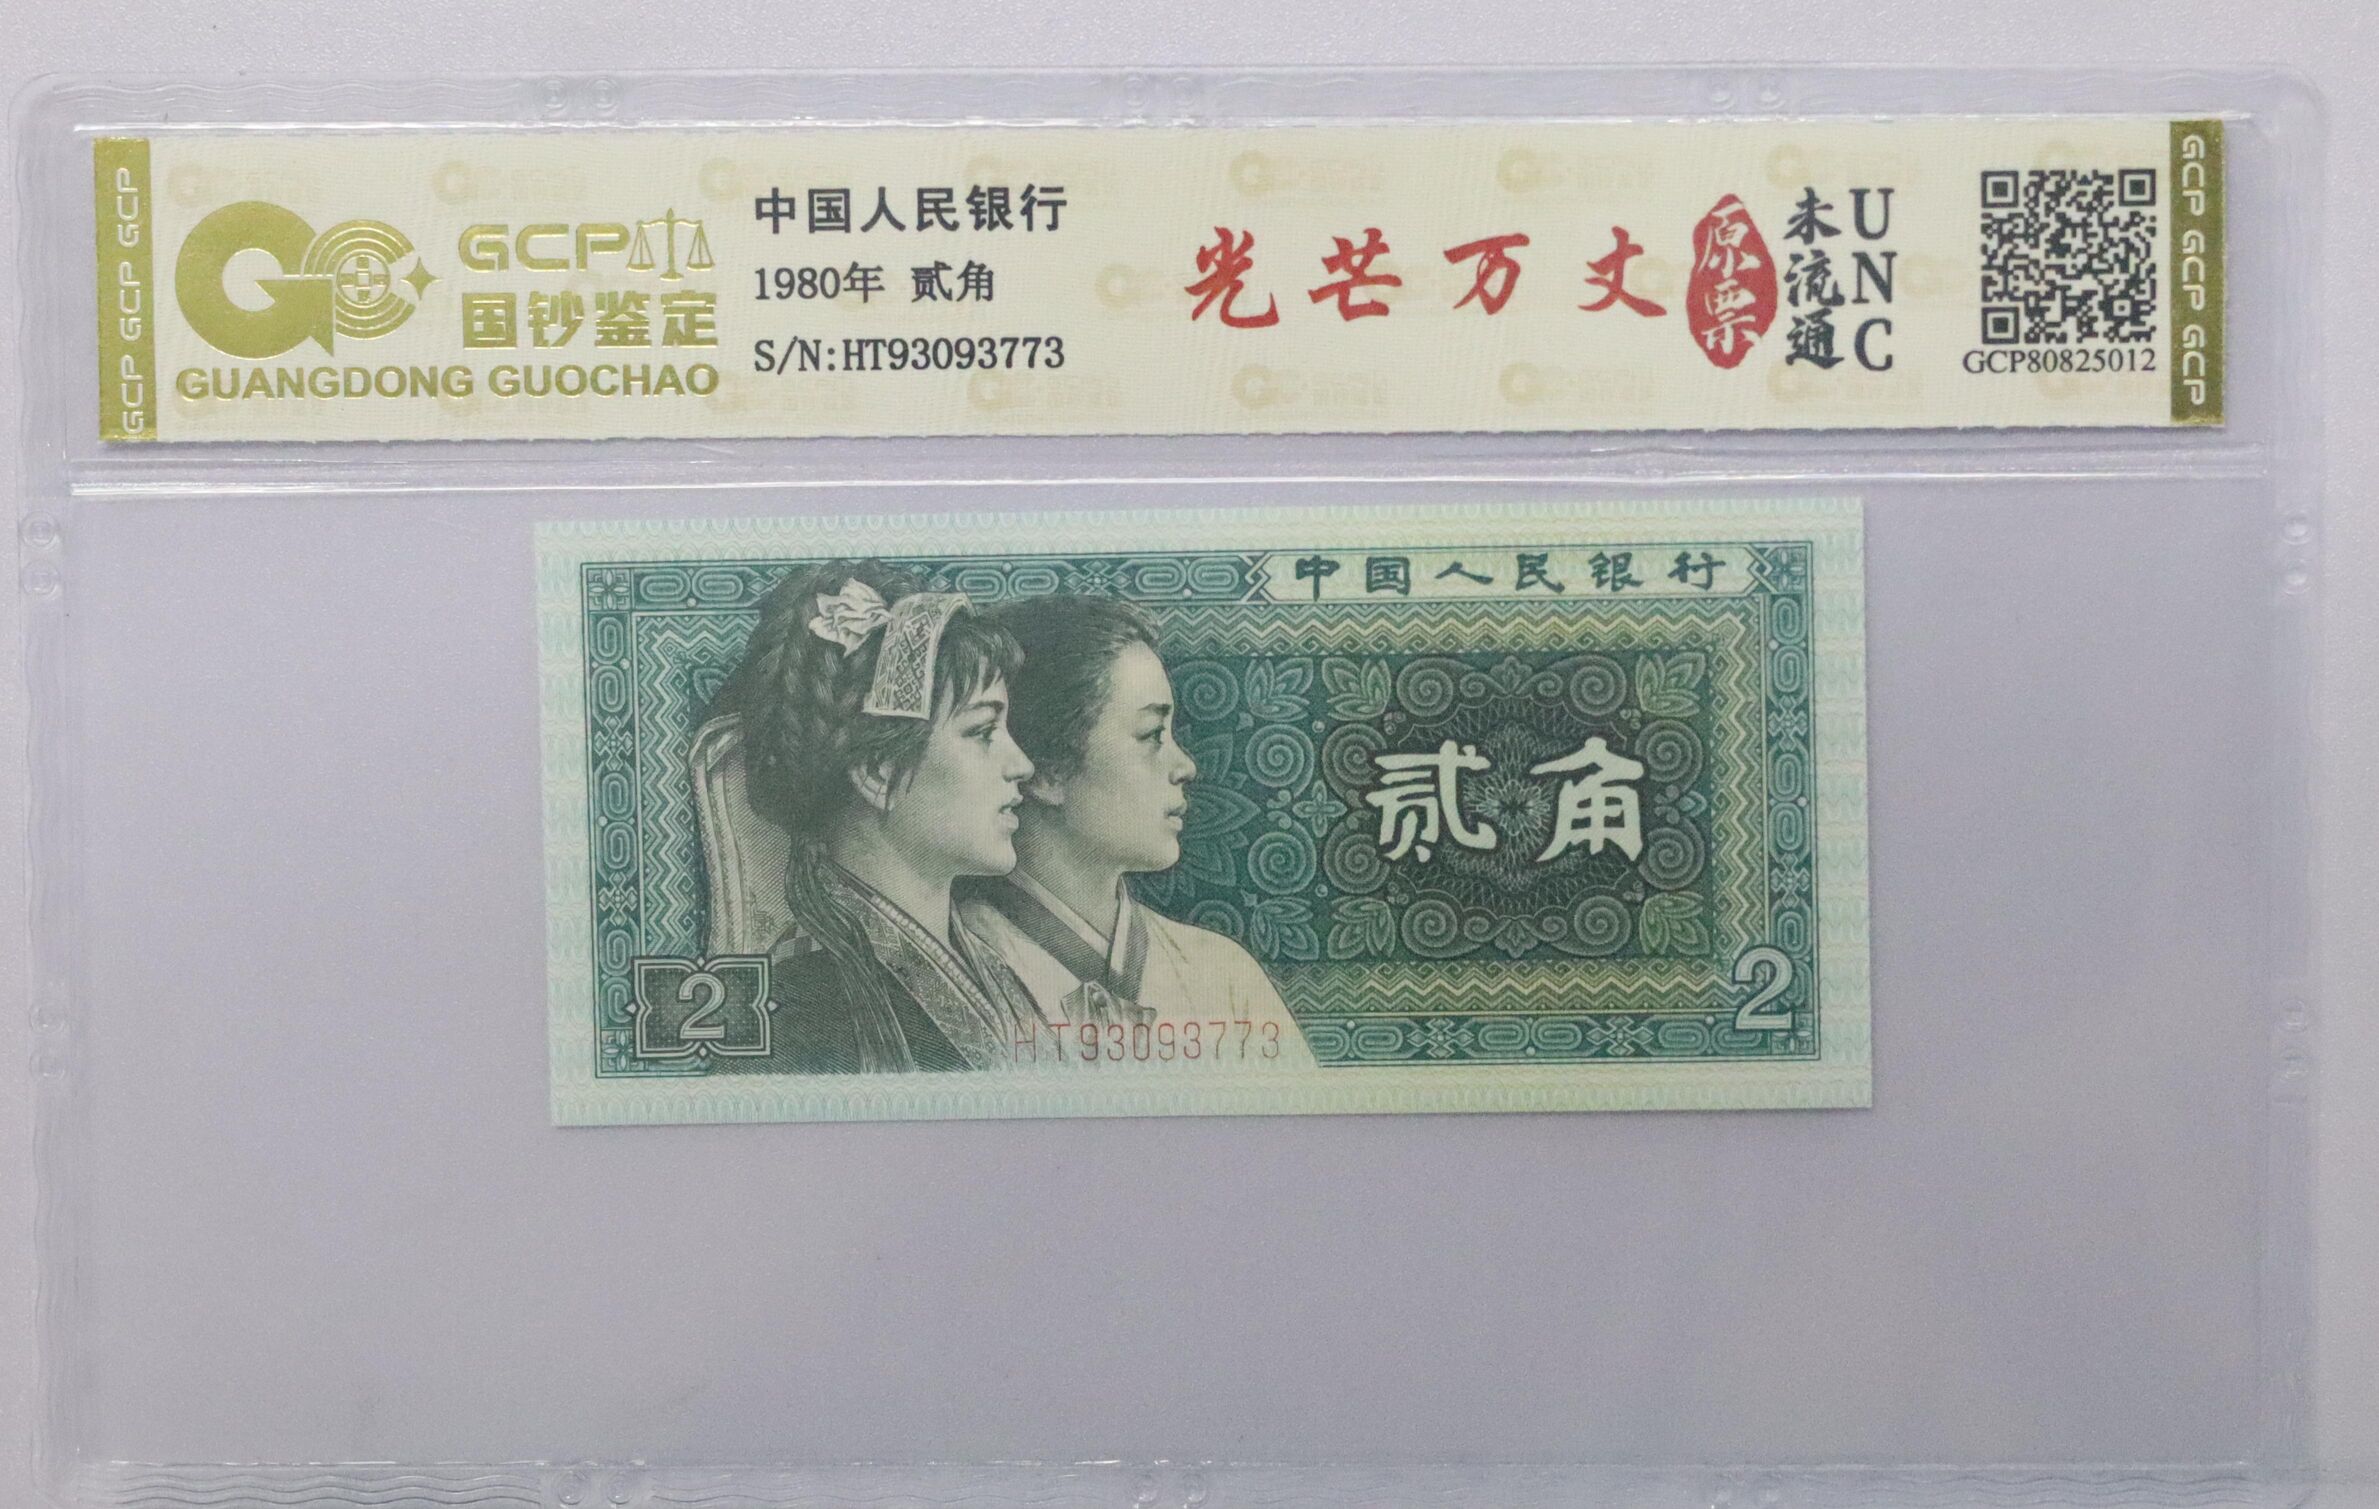 GCP GCP GCP
GCP
国钞鉴定
GUANGDONG GUOCHAO
中国人民银行
1980年 贰角
S/N:HT93093773
光芒万丈
原票
未流通
UNC
GCP80825012
GCP GCP GCP
中国人民银行
贰角
2
2
HT93093773